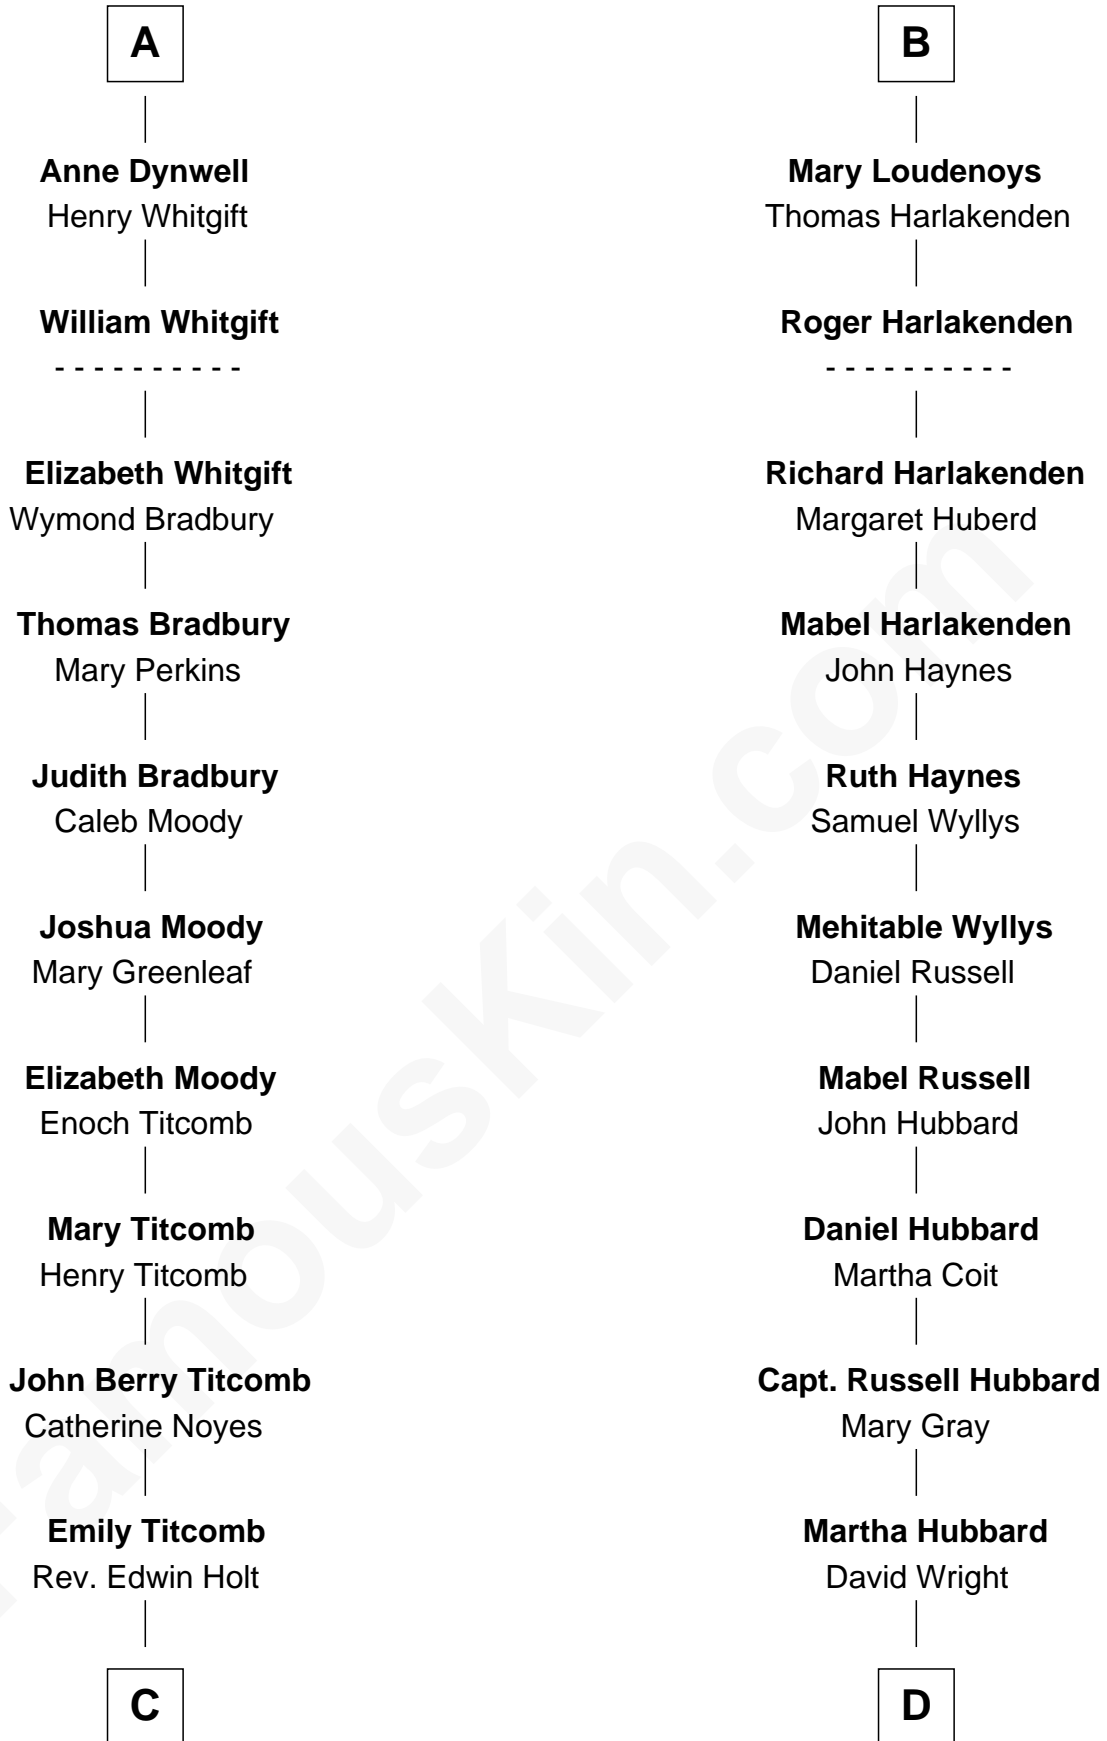 A
Anne Dynwell
Henry Whitgift
William Whitgift
- - - - - - - - - -
Elizabeth Whitgift
Wymond Bradbury
Thomas Bradbury
Mary Perkins
Judith Bradbury
Caleb Moody
Joshua Moody
Mary Greenleaf
Elizabeth Moody
Enoch Titcomb
Mary Titcomb
Henry Titcomb
John Berry Titcomb
Catherine Noyes
Emily Titcomb
Rev. Edwin Holt
C
B
Mary Loudenoys
Thomas Harlakenden
Roger Harlakenden
- - - - - - - - - -
Richard Harlakenden
Margaret Huberd
Mabel Harlakenden
John Haynes
Ruth Haynes
Samuel Wyllys
Mehitable Wyllys
Daniel Russell
Mabel Russell
John Hubbard
Daniel Hubbard
Martha Coit
Capt. Russell Hubbard
Mary Gray
Martha Hubbard
David Wright
D
FamousKin.com